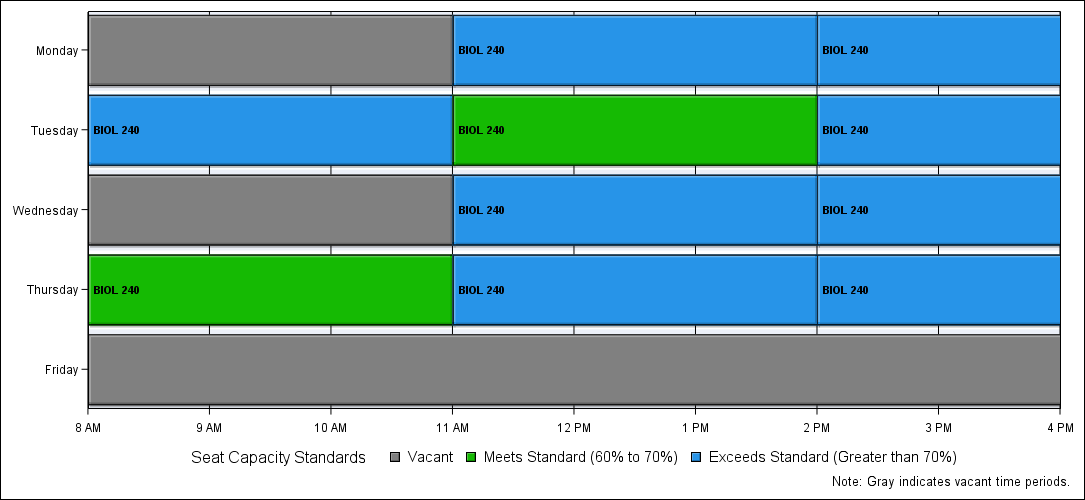 Monday BIOL 240 BIOL 240
Tuesday BIOL 240 BIOL 240 BIOL 240
Wednesday BIOL 240 BIOL 240
Thursday BIOL 240 BIOL 240 BIOL 240
Friday
8 AM 9 AM 10 AM 11 AM 12 PM 1 PM 2 PM 3 PM 4 PM
Seat Capacity Standards Vacant Meets Standard (60% to 70%) Exceeds Standard (Greater than 70%)
Note: Gray indicates vacant time periods.